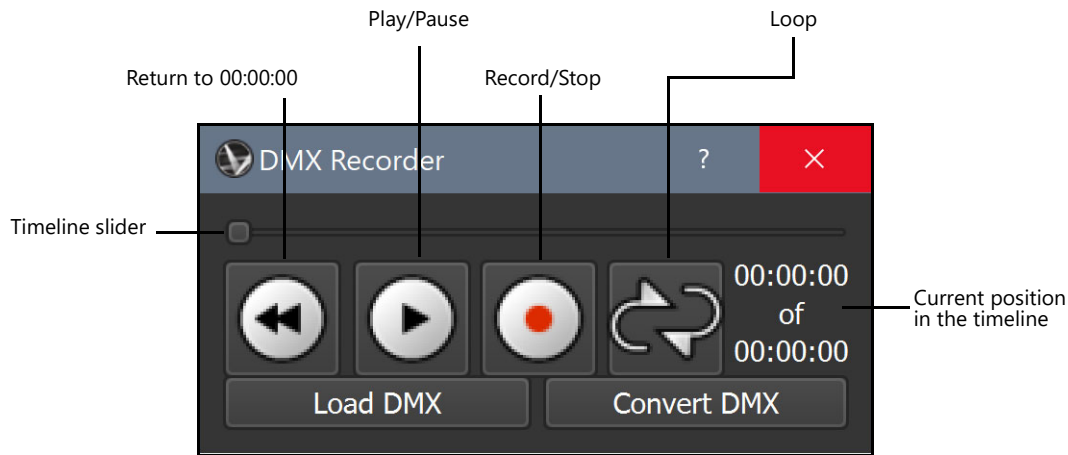 Play/Pause
Loop
Return to 00:00:00
Record/Stop
DMX Recorder
?
Timeline slider
00:00:00
of
00:00:00
Current position
in the timeline
Load DMX
Convert DMX